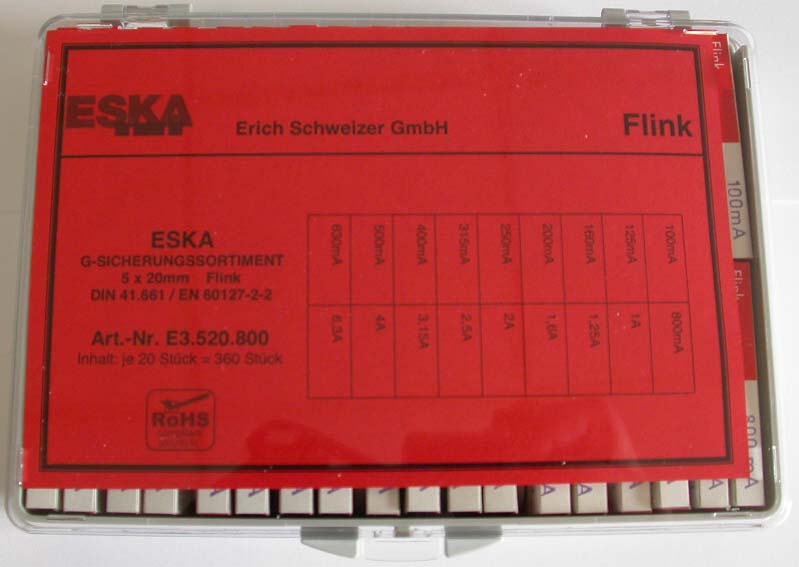 ESKA
Erich Schweizer GmbH
Flink
ESKA
G-SICHERUNGSSORTIMENT
5 x 20mm Flink
DIN 41.661 / EN 60127-2-2
Art.-Nr. E3.520.800
Inhalt: je 20 Stück = 360 Stück
RoHS
630mA 500mA 400mA 315mA 250mA 200mA 160mA 125mA 100mA
6,3A 4A 3,15A 2,5A 2A 1,6A 1,25A 1A 800mA
Flink
100mA
Flink
800mA